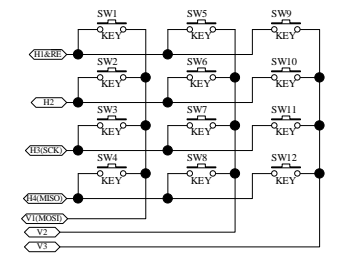 SW1 SW5 SW9
KEY KEY KEY
H1&RE
SW2 SW6 SW10
KEY KEY KEY
H2
SW3 SW7 SW11
KEY KEY KEY
H3(SCK)
SW4 SW8 SW12
KEY KEY KEY
H4(MISO)
V1(MOSI)
V2
V3